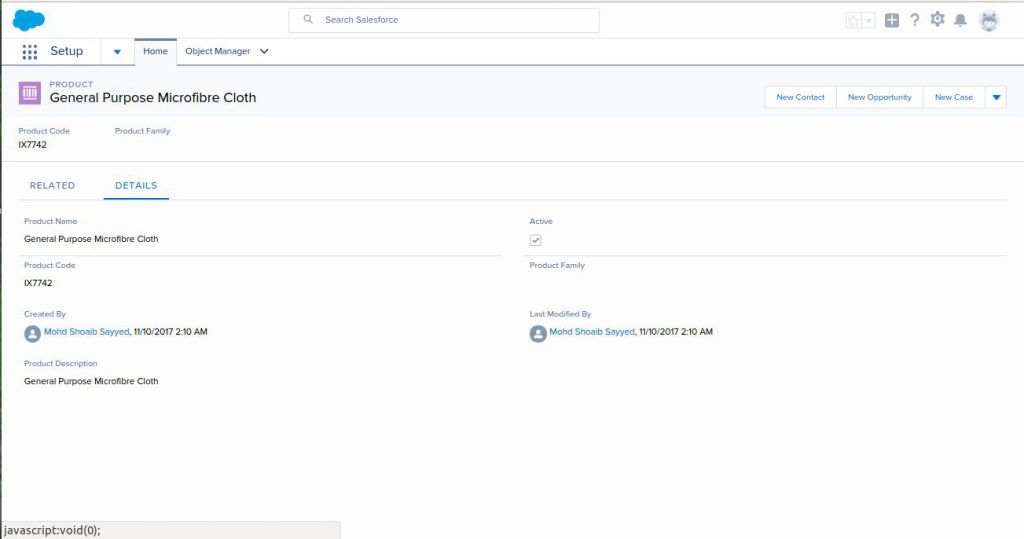 Search Salesforce
Setup
Home
Object Manager
PRODUCT
General Purpose Microfibre Cloth
New Contact
New Opportunity
New Case
Product Code
Product Family
IX7742
RELATED
DETAILS
Product Name
Active
General Purpose Microfibre Cloth
Product Code
Product Family
IX7742
Created By
Last Modified By
Mohd Shoaib Sayyed, 11/10/2017 2:10 AM
Mohd Shoaib Sayyed, 11/10/2017 2:10 AM
Product Description
General Purpose Microfibre Cloth
javascript:void(0);